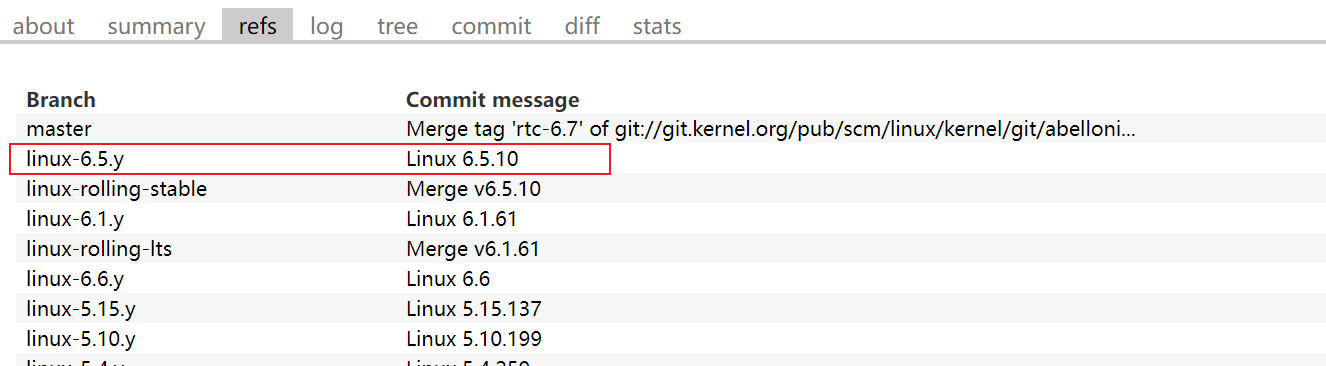 about summary refs log tree commit diff stats
Branch Commit message
master Merge tag 'rtc-6.7' of git://git.kernel.org/pub/scm/linux/kernel/git/abelloni...
linux-6.5.y Linux 6.5.10
linux-rolling-stable Merge v6.5.10
linux-6.1.y Linux 6.1.61
linux-rolling-lts Merge v6.1.61
linux-6.6.y Linux 6.6
linux-5.15.y Linux 5.15.137
linux-5.10.y Linux 5.10.199